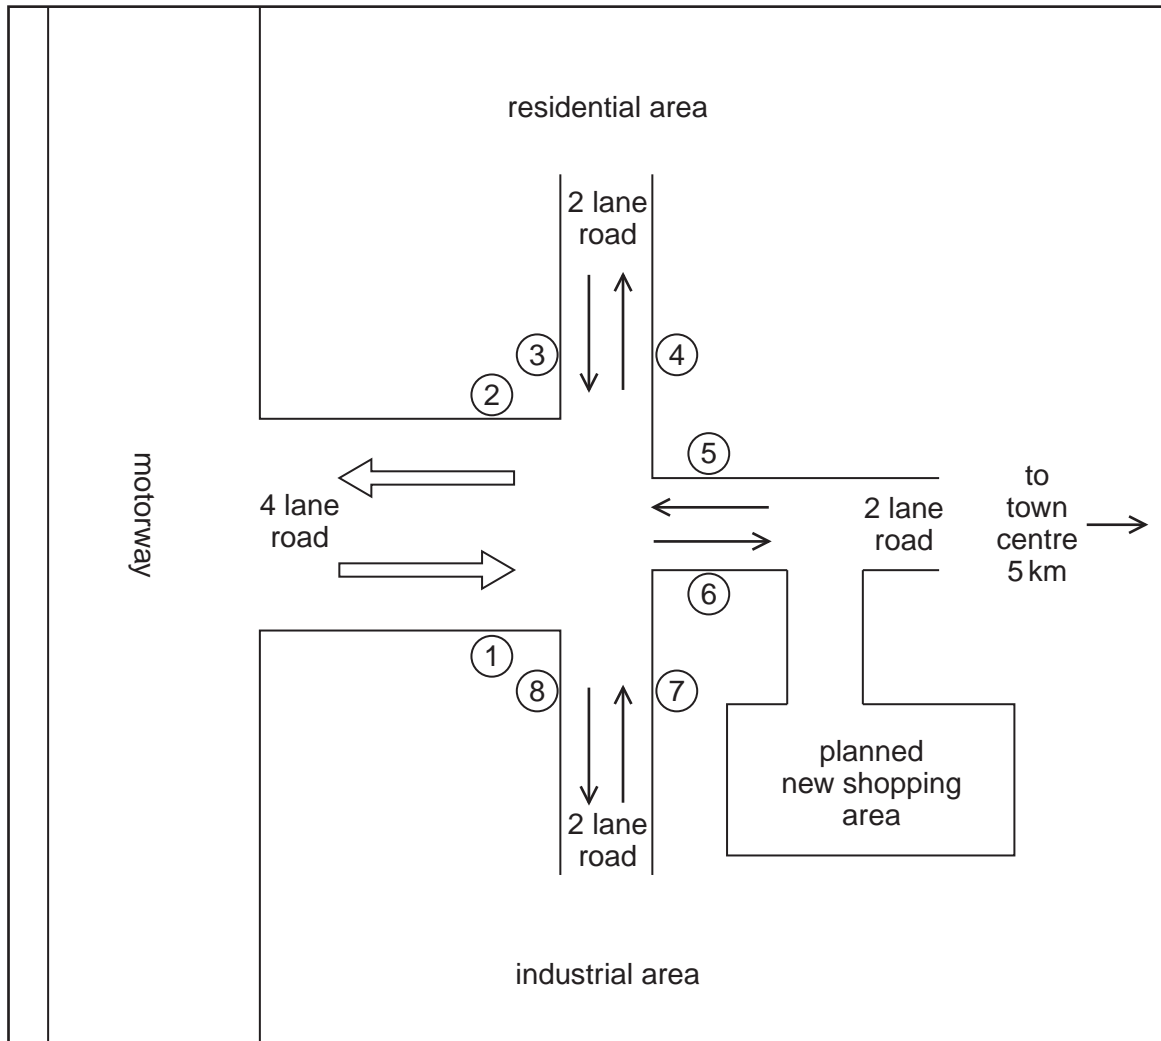 residential area
2 lane
road
3
4
2
5
motorway
4 lane
road
2 lane
road
to
town
centre
5 km
6
1
8
7
planned
new shopping
area
2 lane
road
industrial area